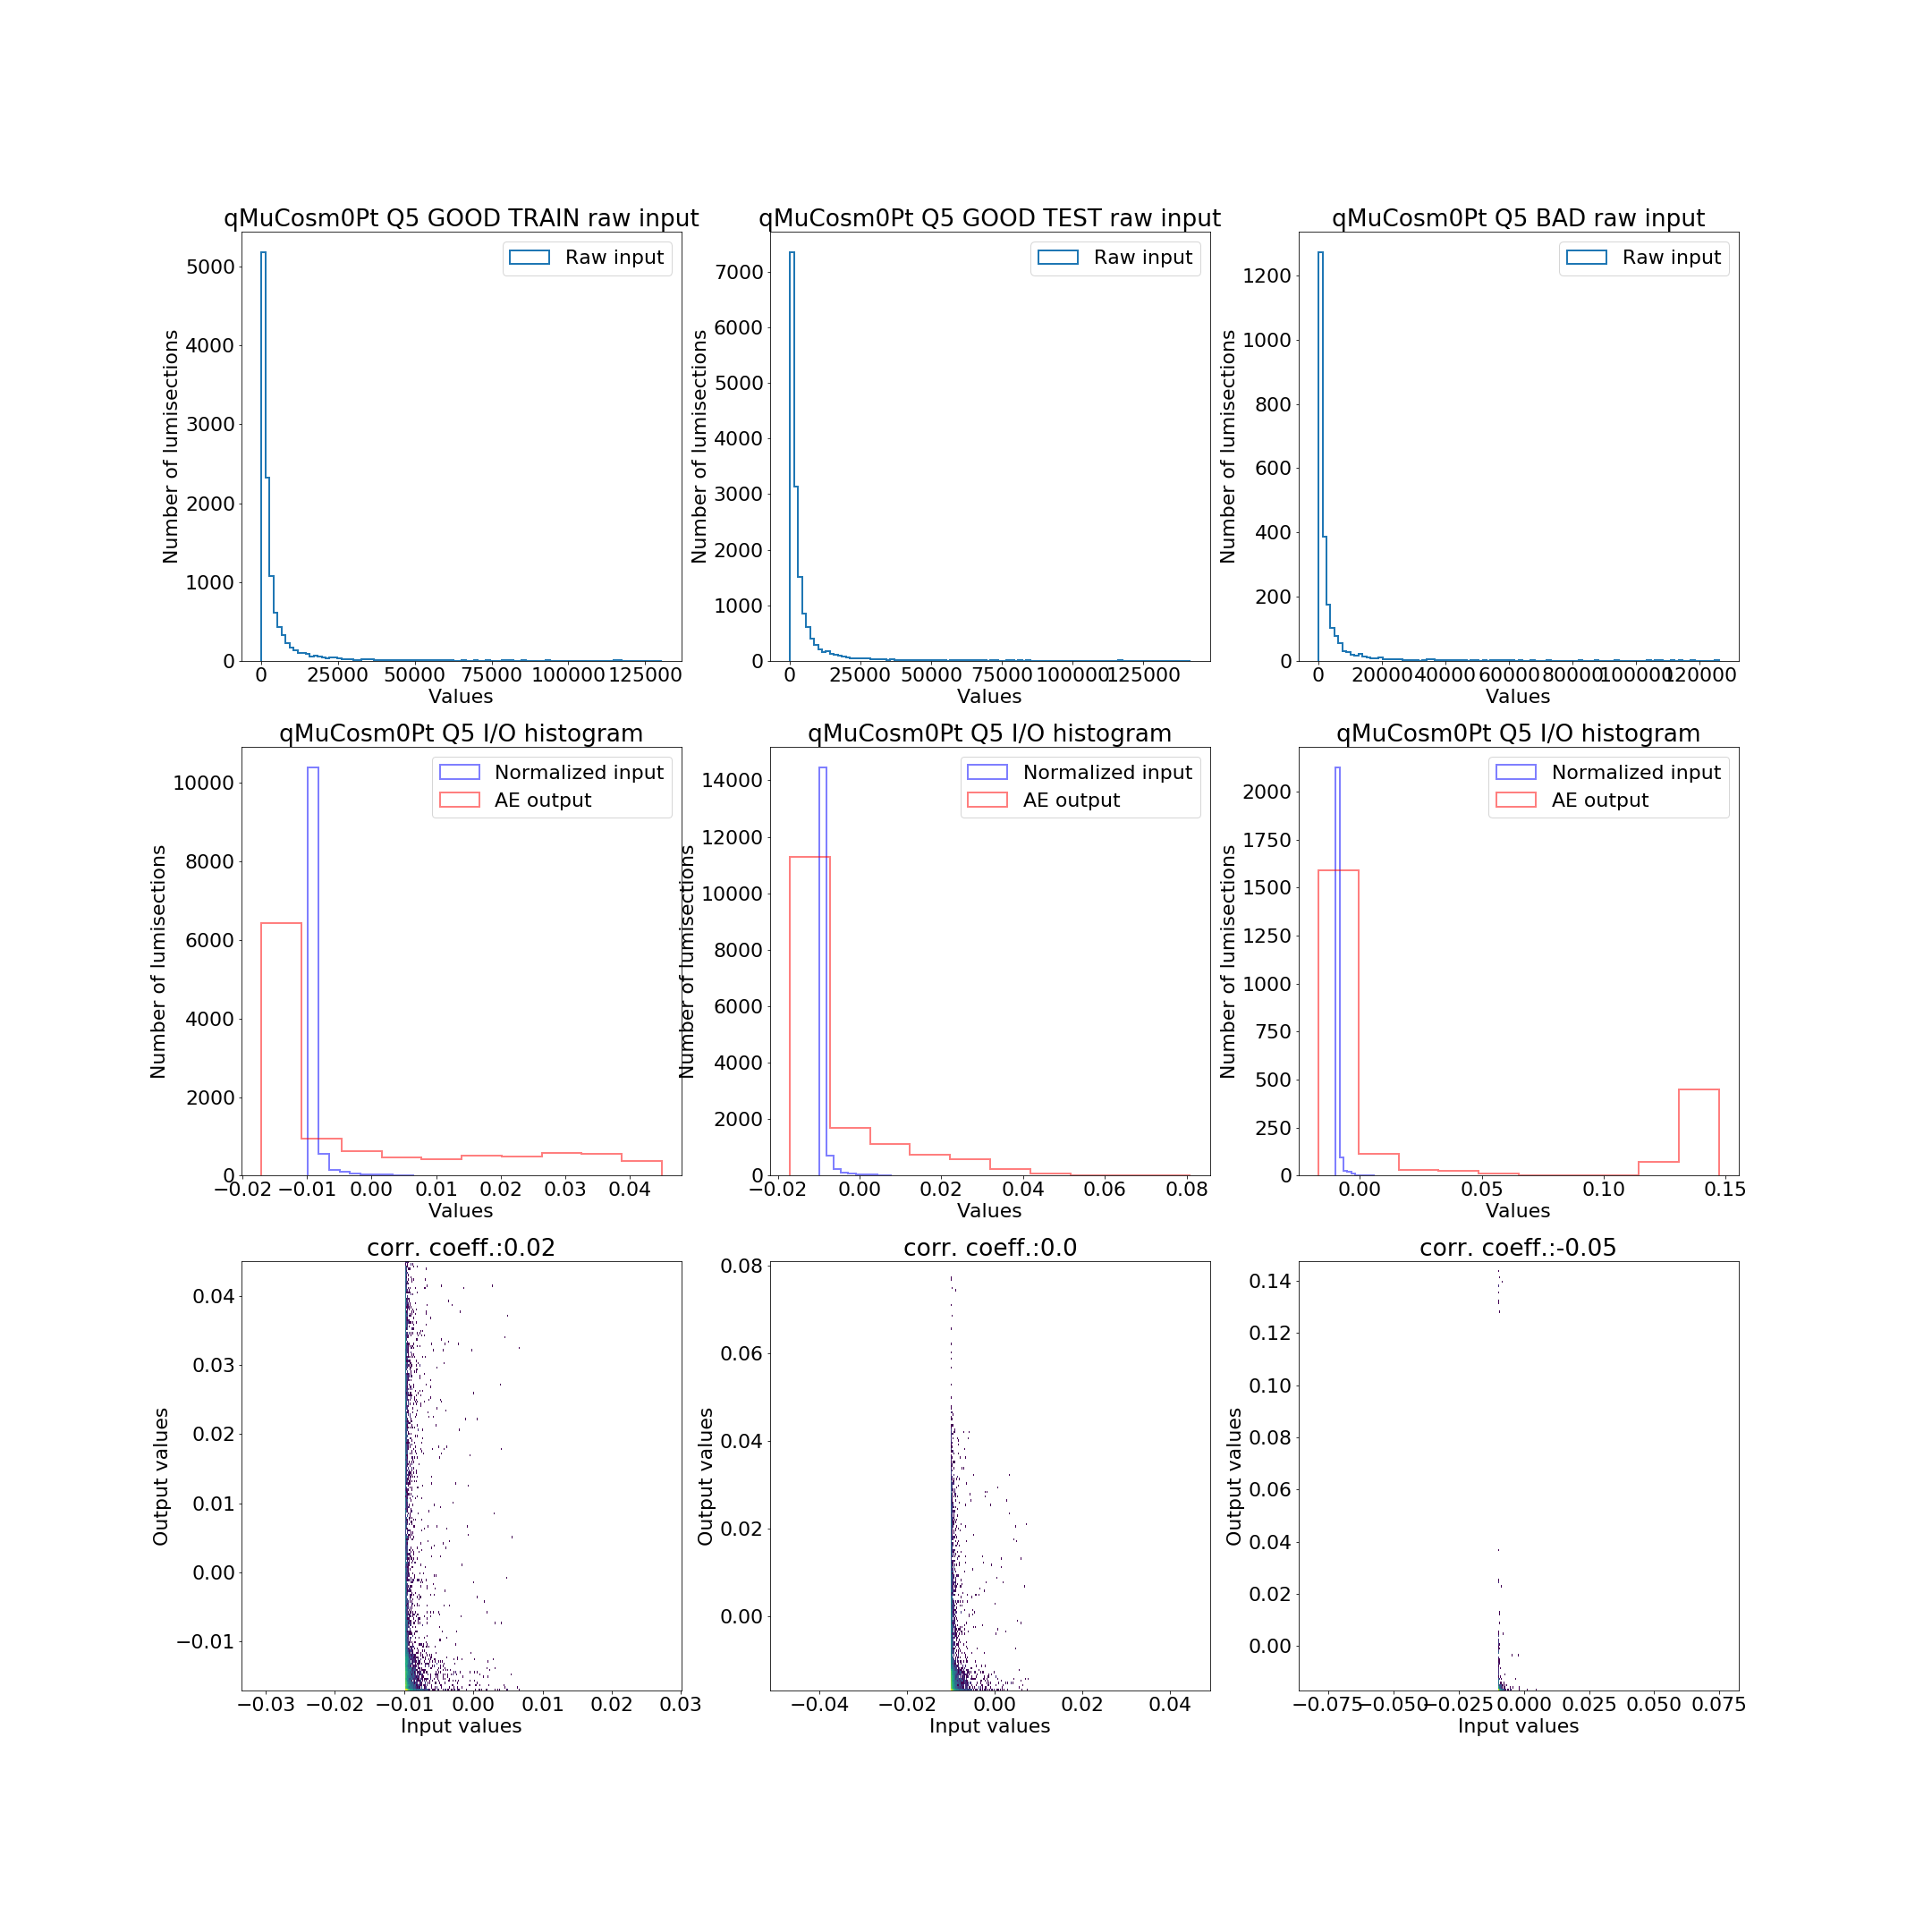 qMuCosm0Pt Q5 GOOD TRAIN raw input
Number of lumisections
5000
4000
3000
2000
1000
0
Raw input
0 25000 50000 75000 100000 125000
Values
qMuCosm0Pt Q5 GOOD TEST raw input
Number of lumisections
7000
6000
5000
4000
3000
2000
1000
0
Raw input
0 25000 50000 75000 100000 125000
Values
qMuCosm0Pt Q5 BAD raw input
Number of lumisections
1200
1000
800
600
400
200
0
Raw input
0 20000 40000 60000 80000 100000 120000
Values
qMuCosm0Pt Q5 I/O histogram
Number of lumisections
10000
8000
6000
4000
2000
0
Normalized input
AE output
−0.02 −0.01 0.00 0.01 0.02 0.03 0.04
Values
qMuCosm0Pt Q5 I/O histogram
Number of lumisections
14000
12000
10000
8000
6000
4000
2000
0
Normalized input
AE output
−0.02 0.00 0.02 0.04 0.06 0.08
Values
qMuCosm0Pt Q5 I/O histogram
Number of lumisections
2000
1750
1500
1250
1000
750
500
250
0
Normalized input
AE output
0.00 0.05 0.10 0.15
Values
corr. coeff.:0.02
Output values
0.04
0.03
0.02
0.01
0.00
−0.01
−0.03 −0.02 −0.01 0.00 0.01 0.02 0.03
Input values
corr. coeff.:0.0
Output values
0.08
0.06
0.04
0.02
0.00
−0.04 −0.02 0.00 0.02 0.04
Input values
corr. coeff.:-0.05
Output values
0.14
0.12
0.10
0.08
0.06
0.04
0.02
0.00
−0.075 −0.050 −0.025 0.000 0.025 0.050 0.075
Input values